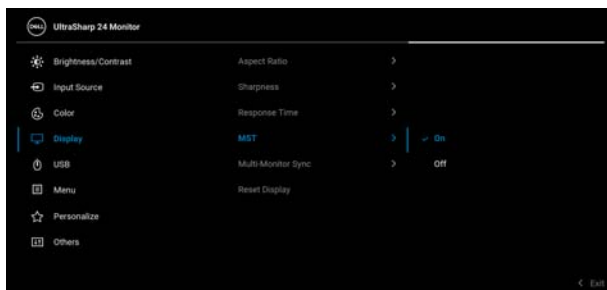 DELL UltraSharp 24 Monitor
Brightness/Contrast Aspect Ratio
Input Source Sharpness
Color Response Time
Display MST On
USB Multi-Monitor Sync Off
Menu Reset Display
Personalize
Others
Exit